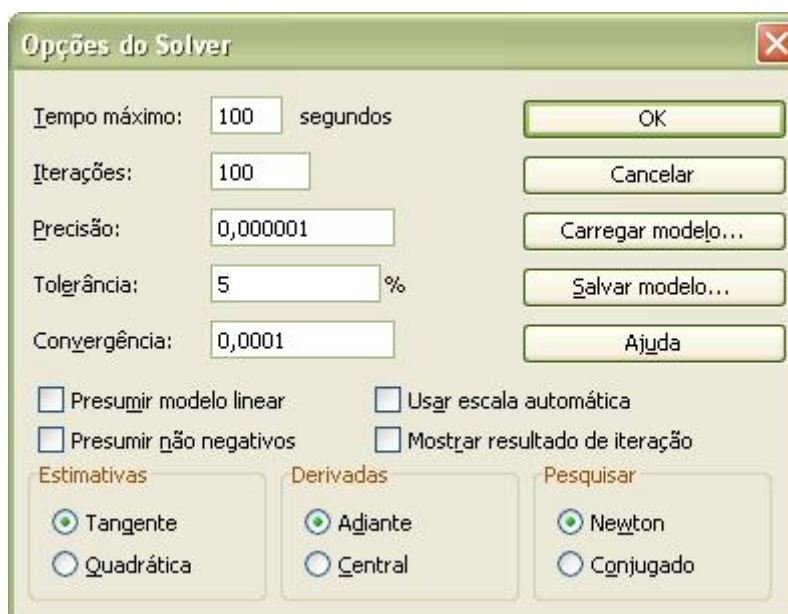 Opções do Solver
Tempo máximo: 100 segundos OK
Iterações: 100 Cancelar
Precisão: 0,000001 Carregar modelo...
Tolerância: 5 % Salvar modelo...
Convergência: 0,0001 Ajuda
Presumir modelo linear Usar escala automática
Presumir não negativos Mostrar resultado de iteração
Estimativas Derivadas Pesquisar
Tangente Adiante Newton
Quadrática Central Conjugado